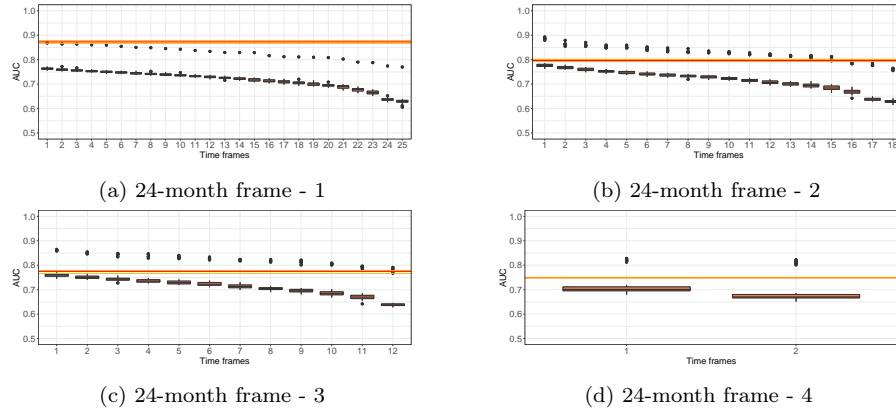 1.0
0.9
0.8
0.7
0.6
0.5
AUC
1 2 3 4 5 6 7 8 9 10 11 12 13 14 15 16 17 18 19 20 21 22 23 24 25
Time frames
(a) 24-month frame - 1
1.0
0.9
0.8
0.7
0.6
0.5
AUC
1 2 3 4 5 6 7 8 9 10 11 12 13 14 15 16 17 18
Time frames
(b) 24-month frame - 2
1.0
0.9
0.8
0.7
0.6
0.5
AUC
1 2 3 4 5 6 7 8 9 10 11 12
Time frames
(c) 24-month frame - 3
1.0
0.9
0.8
0.7
0.6
0.5
AUC
1 2
Time frames
(d) 24-month frame - 4